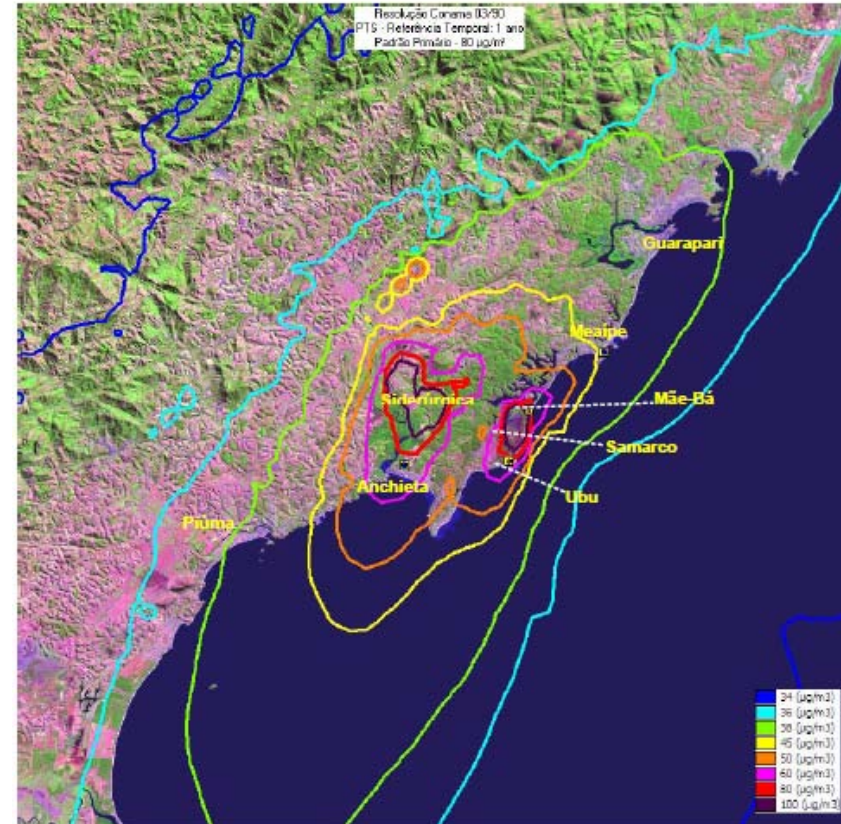 Resolução Conama 03/90
PTS - Referência Temporal: 1 ano
Padrão Primário - 80 µg/m³
Guarapari
Meaípe
Siderúrgica
Mãe-Bá
Samarco
Anchieta
Ubu
Piúma
34 (µg/m3)
36 (µg/m3)
38 (µg/m3)
45 (µg/m3)
50 (µg/m3)
60 (µg/m3)
80 (µg/m3)
100 (µg/m3)